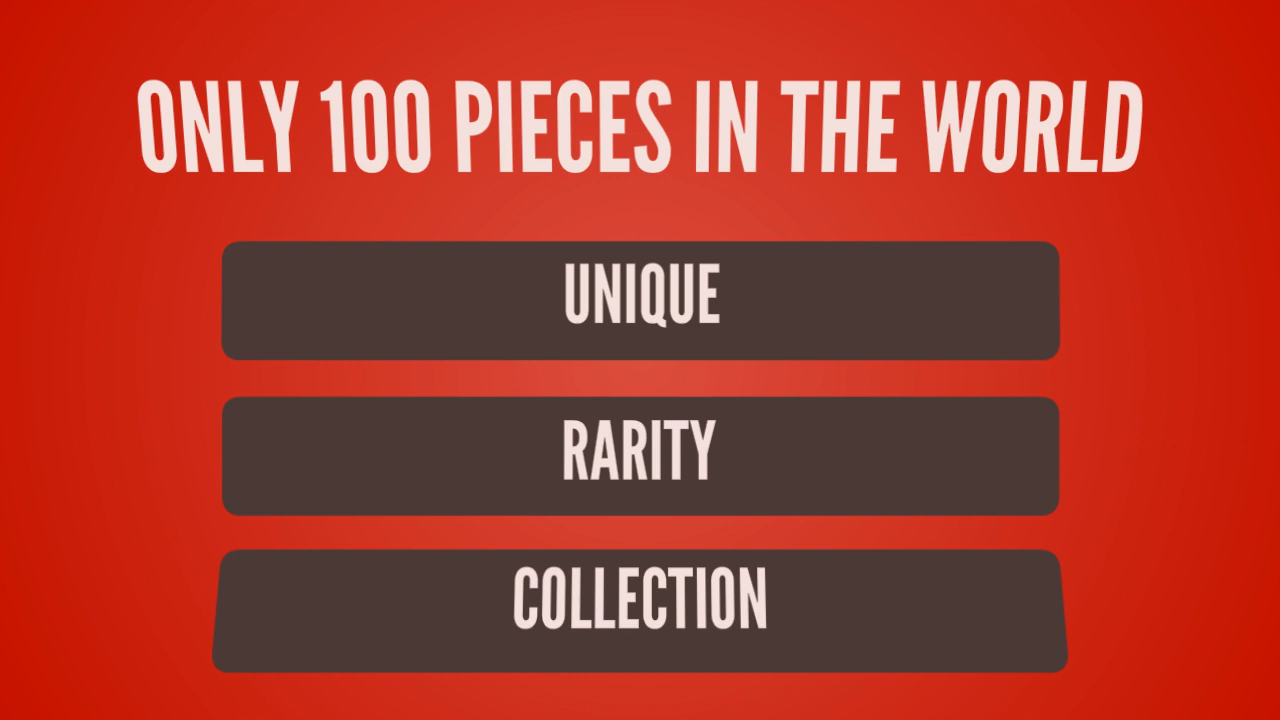 ONLY 100 PIECES IN THE WORLD
UNIQUE
RARITY
COLLECTION